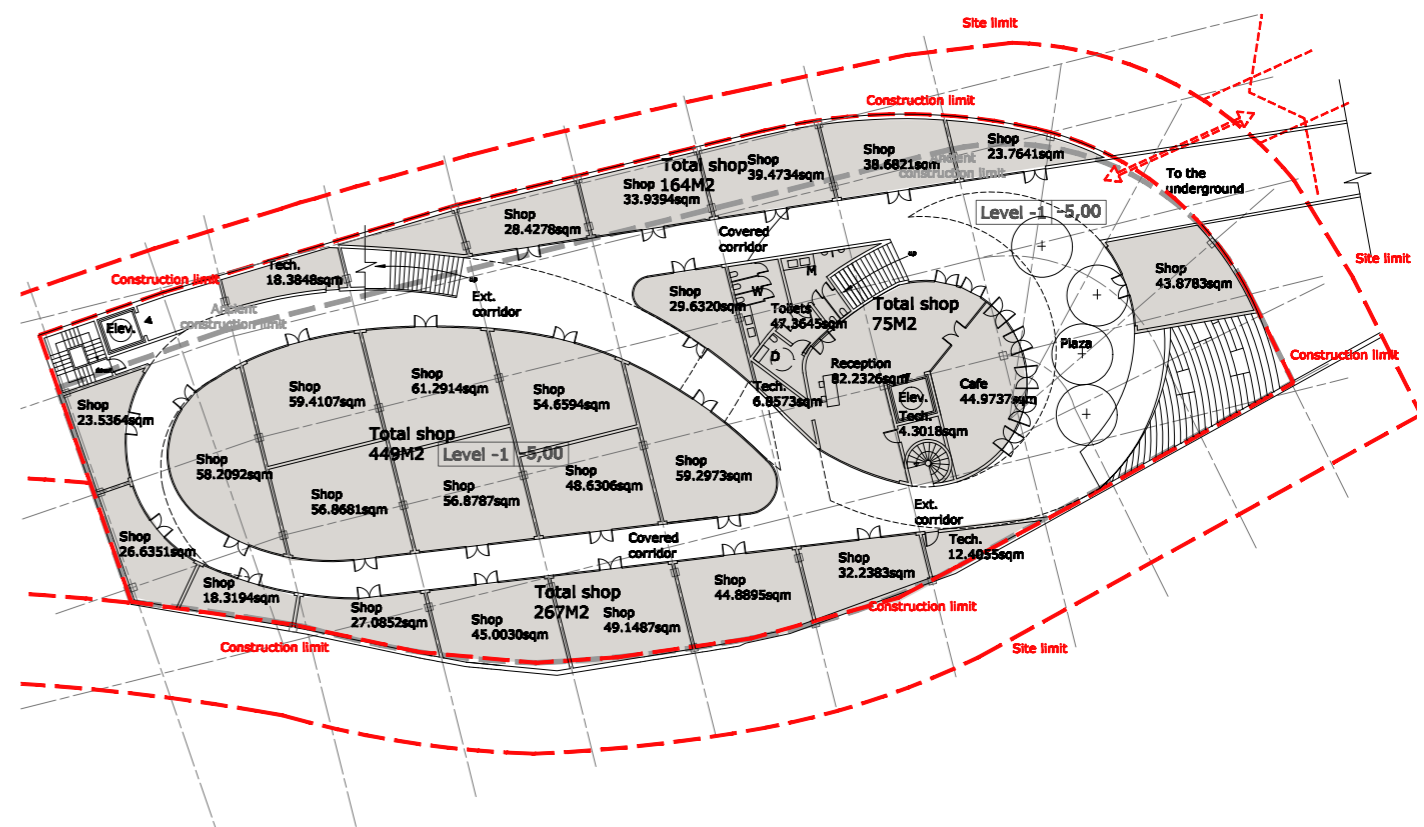 Site limit
Construction limit
Shop
23.7641sqm
Shop
38.6821sqm
Ancient
construction limit
Shop
39.4734sqm
Total shop
164M2
Shop
33.9394sqm
To the
underground
Level -1
-5,00
Shop
28.4278sqm
Covered
corridor
Site limit
Tech.
18.3848sqm
Construction limit
Shop
43.8783sqm
M
W
Shop
29.6320sqm
Ext.
corridor
Toilets
47.3645sqm
Total shop
75M2
Ancient
construction limit
Elev.
Plaza
Construction limit
D
Reception
82.2326sqm
Shop
61.2914sqm
Shop
59.4107sqm
Shop
54.6594sqm
Tech.
6.8573sqm
Cafe
44.9737sqm
Elev.
Tech.
4.3018sqm
Shop
23.5364sqm
Total shop
449M2
Level -1
-5,00
Shop
58.2092sqm
Shop
59.2973sqm
Shop
48.6306sqm
Shop
56.8787sqm
Shop
56.8681sqm
Ext.
corridor
Shop
26.6351sqm
Covered
corridor
Tech.
12.4055sqm
Shop
32.2383sqm
Shop
18.3194sqm
Total shop
267M2
Shop
44.8895sqm
Shop
27.0852sqm
Shop
45.0030sqm
Shop
49.1487sqm
Construction limit
Construction limit
Site limit